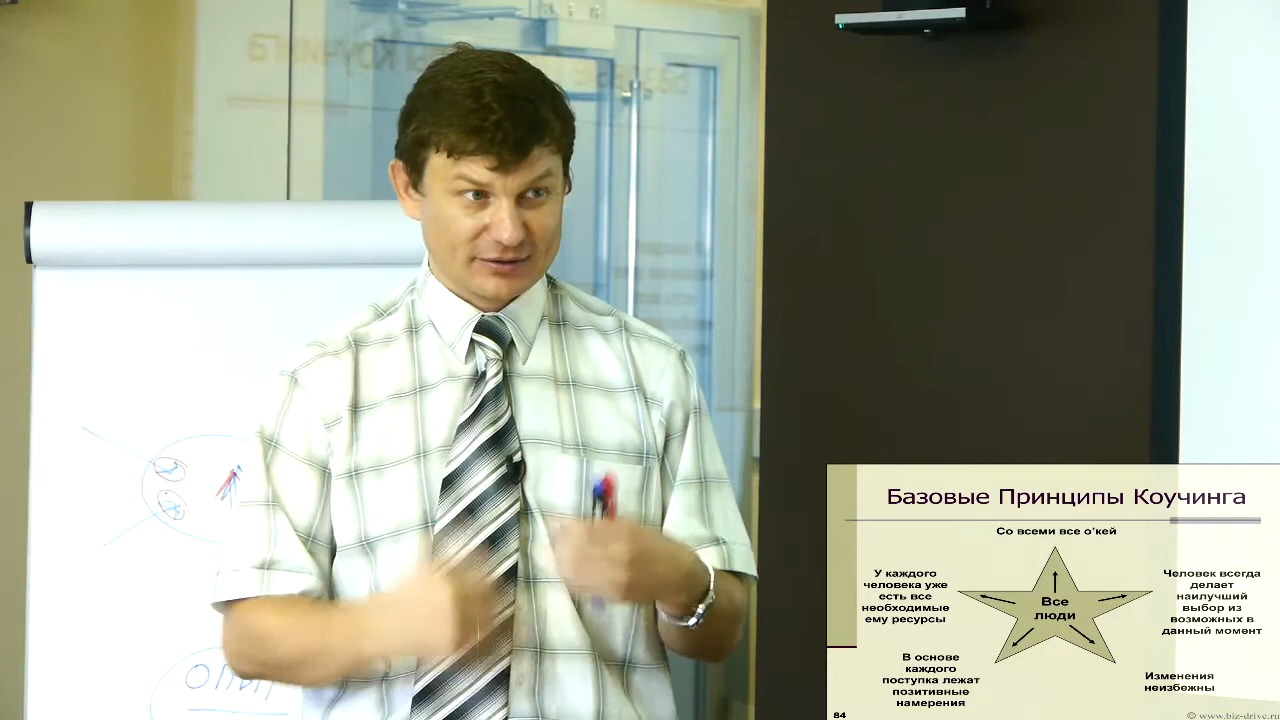 Базовые Принципы Коучинга
Со всеми все о'кей
У каждого
человека уже
есть все
необходимые
ему ресурсы
Человек всегда
делает
наилучший
выбор из
возможных в
данный момент
Все
люди
В основе
каждого
поступка лежат
позитивные
намерения
Изменения
неизбежны
84
© www.biz-drive.ru
ОПЫТ